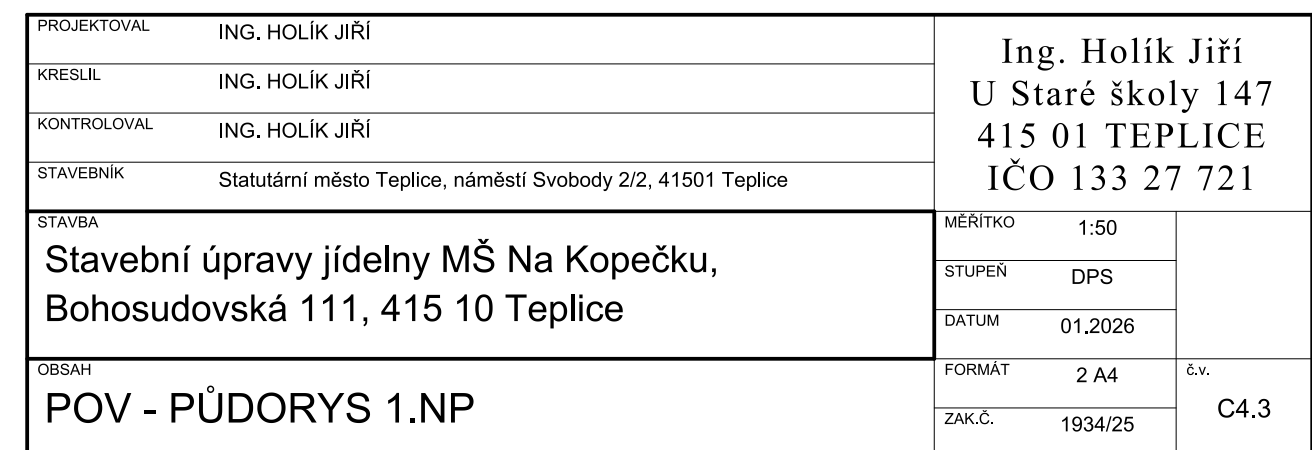 PROJEKTOVAL ING. HOLÍK JIŘÍ
KRESLIL ING. HOLÍK JIŘÍ
KONTROLOVAL ING. HOLÍK JIŘÍ
STAVEBNÍK Statutární město Teplice, náměstí Svobody 2/2, 41501 Teplice
Ing. Holík Jiří
U Staré školy 147
415 01 TEPLICE
IČO 133 27 721
STAVBA
Stavební úpravy jídelny MŠ Na Kopečku,
Bohosudovská 111, 415 10 Teplice
MĚŘÍTKO 1:50
STUPEŇ DPS
DATUM 01.2026
OBSAH
POV - PŮDORYS 1.NP
FORMÁT 2 A4
ZAK.Č. 1934/25
č.v.
C4.3